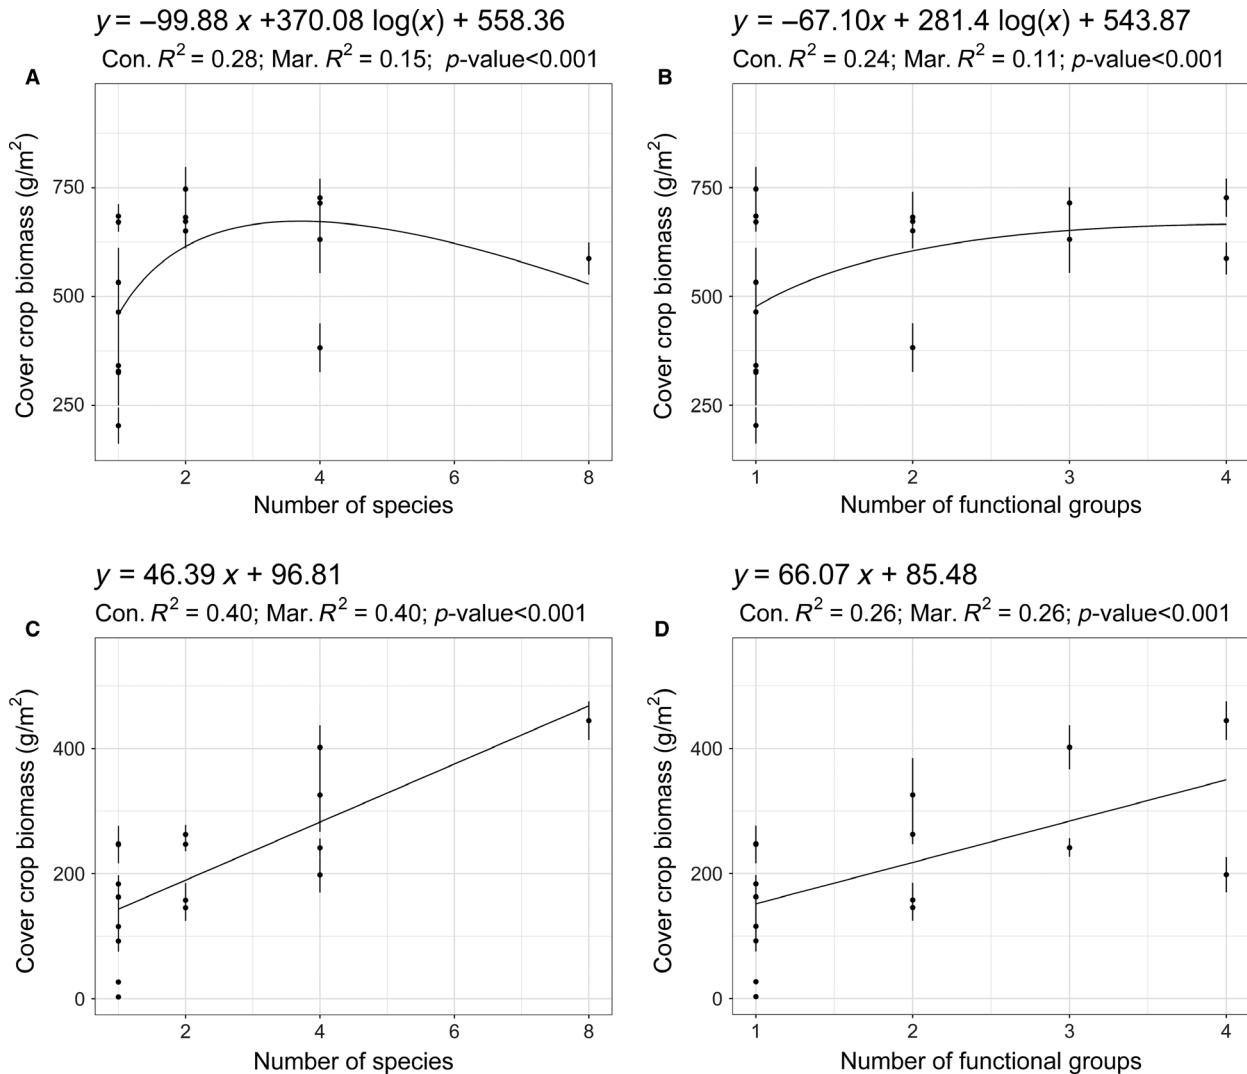 y = –99.88 x +370.08 log(x) + 558.36
Con. R² = 0.28; Mar. R² = 0.15; p-value<0.001
A
Cover crop biomass (g/m²)
750
500
250
2 4 6 8
Number of species
y = –67.10x + 281.4 log(x) + 543.87
Con. R² = 0.24; Mar. R² = 0.11; p-value<0.001
B
Cover crop biomass (g/m²)
750
500
250
1 2 3 4
Number of functional groups
y = 46.39 x + 96.81
Con. R² = 0.40; Mar. R² = 0.40; p-value<0.001
C
Cover crop biomass (g/m²)
400
200
0
2 4 6 8
Number of species
y = 66.07 x + 85.48
Con. R² = 0.26; Mar. R² = 0.26; p-value<0.001
D
Cover crop biomass (g/m²)
400
200
0
1 2 3 4
Number of functional groups